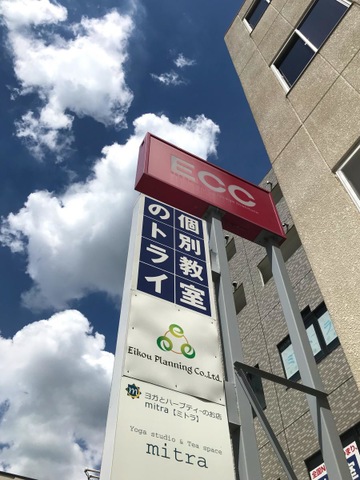 ECC
個別教室
のトライ
Eikou Planning Co.,Ltd.
ヨガとハーブティーのお店
mitra【ミトラ】
Yoga studio & Tea space
mitra